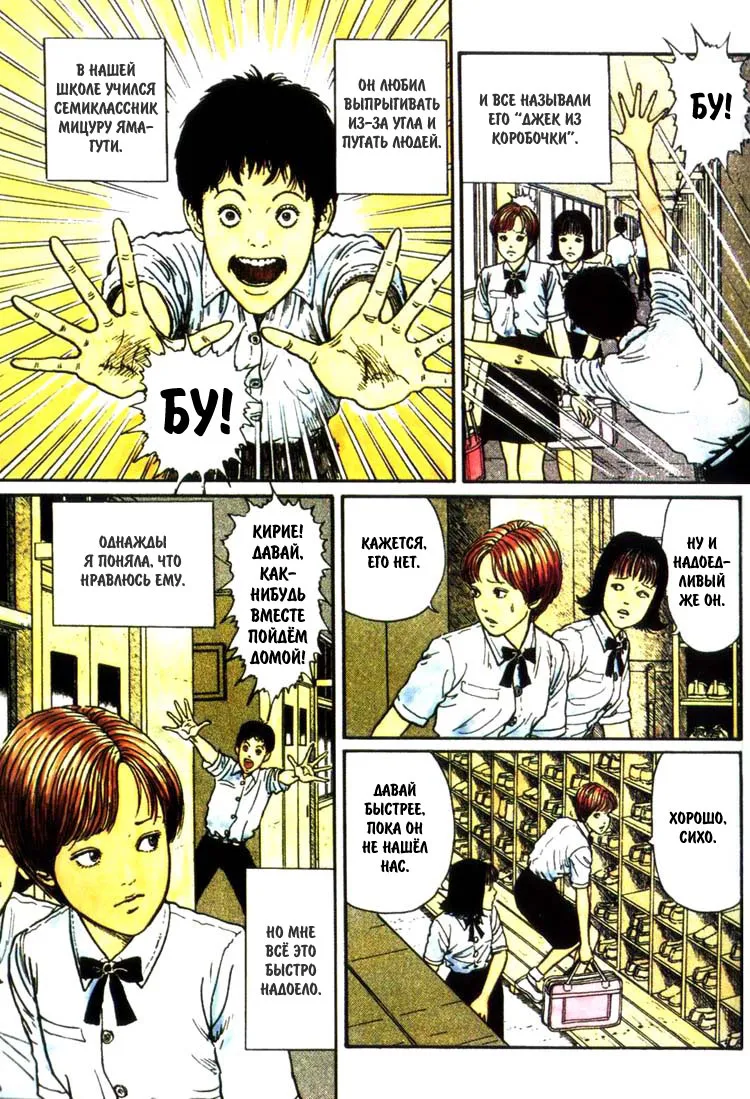 В НАШЕЙ
ШКОЛЕ УЧИЛСЯ
СЕМИКЛАССНИК
МИЦУРУ ЯМА-
ГУТИ.
ОН ЛЮБИЛ
ВЫПРЫГИВАТЬ
ИЗ-ЗА УГЛА И
ПУГАТЬ ЛЮДЕЙ.
БУ!
И ВСЕ НАЗЫВАЛИ
ЕГО "ДЖЕК ИЗ
КОРОБОЧКИ".
БУ!
ОДНАЖДЫ
Я ПОНЯЛА, ЧТО
НРАВЛЮСЬ ЕМУ.
КИРИЕ!
ДАВАЙ,
КАК-
НИБУДЬ
ВМЕСТЕ
ПОЙДЁМ
ДОМОЙ!
НО МНЕ
ВСЁ ЭТО
БЫСТРО
НАДОЕЛО.
КАЖЕТСЯ,
ЕГО НЕТ.
НУ И
НАДОЕД-
ЛИВЫЙ
ЖЕ ОН.
ДАВАЙ
БЫСТРЕЕ,
ПОКА ОН
НЕ НАШЁЛ
НАС.
ХОРОШО,
СИХО.